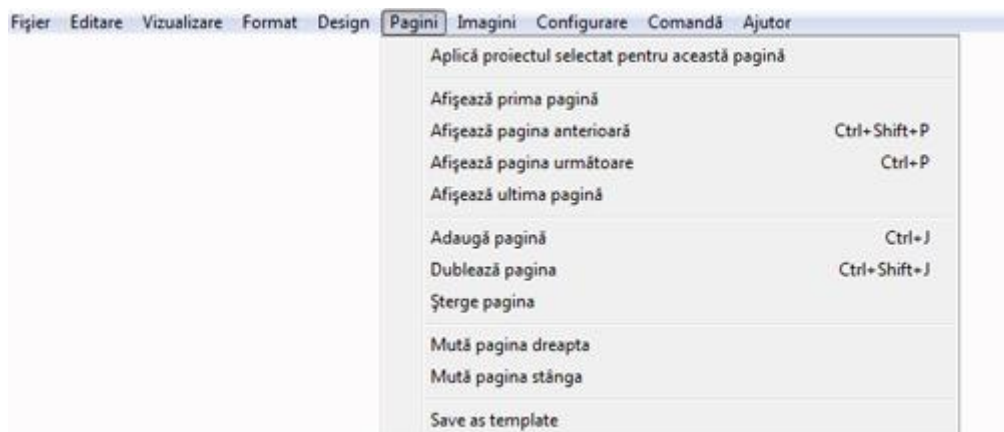 Fişier Editare Vizualizare Format Design Pagini Imagini Configurare Comandă Ajutor
Aplică proiectul selectat pentru această pagină
Afişează prima pagină
Afişează pagina anterioară Ctrl+Shift+P
Afişează pagina următoare Ctrl+P
Afişează ultima pagină
Adaugă pagină Ctrl+J
Dublează pagina Ctrl+Shift+J
Şterge pagina
Mută pagina dreapta
Mută pagina stânga
Save as template